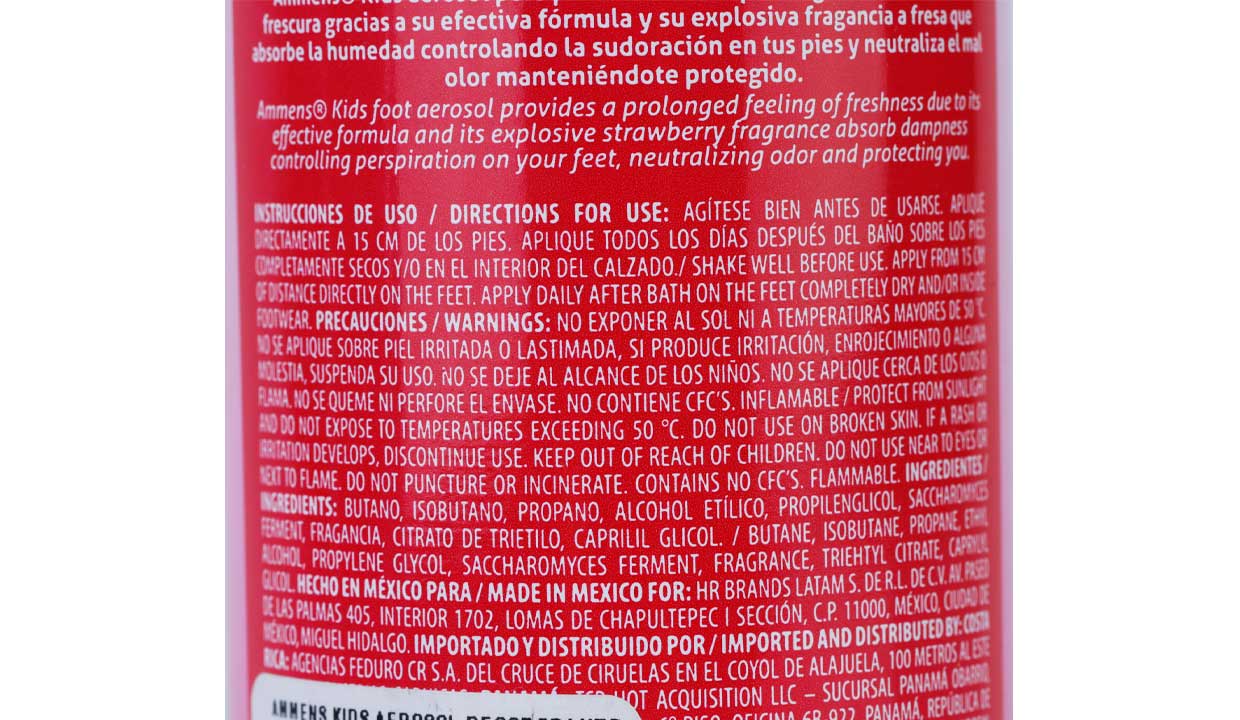 Ammens® Kids aerosol
frescura gracias a su efectiva fórmula y su explosiva fragancia a fresa que
absorbe la humedad controlando la sudoración en tus pies y neutraliza el mal
olor manteniéndote protegido.
Ammens® Kids foot aerosol provides a prolonged feeling of freshness due to its
effective formula and its explosive strawberry fragrance absorb dampness
controlling perspiration on your feet, neutralizing odor and protecting you.
INSTRUCCIONES DE USO / DIRECTIONS FOR USE: AGÍTESE BIEN ANTES DE USARSE. APLIQUE
DIRECTAMENTE A 15 CM DE LOS PIES. APLIQUE TODOS LOS DÍAS DESPUÉS DEL BAÑO SOBRE LOS PIES
COMPLETAMENTE SECOS Y/O EN EL INTERIOR DEL CALZADO./ SHAKE WELL BEFORE USE. APPLY FROM 15 CM
OF DISTANCE DIRECTLY ON THE FEET. APPLY DAILY AFTER BATH ON THE FEET COMPLETELY DRY AND/OR INSIDE
FOOTWEAR. PRECAUCIONES / WARNINGS: NO EXPONER AL SOL NI A TEMPERATURAS MAYORES DE 50 °C.
NO SE APLIQUE SOBRE PIEL IRRITADA O LASTIMADA, SI PRODUCE IRRITACIÓN, ENROJECIMIENTO O ALGUNA
MOLESTIA, SUSPENDA SU USO. NO SE DEJE AL ALCANCE DE LOS NIÑOS. NO SE APLIQUE CERCA DE LOS OJOS O
FLAMA. NO SE QUEME NI PERFORE EL ENVASE. NO CONTIENE CFC'S. INFLAMABLE / PROTECT FROM SUNLIGHT
AND DO NOT EXPOSE TO TEMPERATURES EXCEEDING 50 °C. DO NOT USE ON BROKEN SKIN. IF A RASH OR
IRRITATION DEVELOPS, DISCONTINUE USE. KEEP OUT OF REACH OF CHILDREN. DO NOT USE NEAR TO EYES OR
NEXT TO FLAME. DO NOT PUNCTURE OR INCINERATE. CONTAINS NO CFC'S. FLAMMABLE. INGREDIENTES /
INGREDIENTS: BUTANO, ISOBUTANO, PROPANO, ALCOHOL ETÍLICO, PROPILENGLICOL, SACCHAROMYCES
FERMENT, FRAGANCIA, CITRATO DE TRIETILO, CAPRILIL GLICOL. / BUTANE, ISOBUTANE, PROPANE, ETHYL
ALCOHOL, PROPYLENE GLYCOL, SACCHAROMYCES FERMENT, FRAGRANCE, TRIEHTYL CITRATE, CAPRYLYL
GLICOL. HECHO EN MÉXICO PARA / MADE IN MEXICO FOR: HR BRANDS LATAM S. DE R.L. DE C.V. AV. PASEO
DE LAS PALMAS 405, INTERIOR 1702, LOMAS DE CHAPULTEPEC I SECCIÓN, C.P. 11000, MÉXICO, CIUDAD DE
MÉXICO, MIGUEL HIDALGO. IMPORTADO Y DISTRIBUIDO POR / IMPORTED AND DISTRIBUTED BY: COSTA
RICA: AGENCIAS FEDURO CR S.A. DEL CRUCE DE CIRUELAS EN EL COYOL DE ALAJUELA, 100 METROS AL ESTE
PANAMÁ: ACQUISITION LLC – SUCURSAL PANAMÁ OBARRIO,
PISO, OFICINA 6B 922, PANAMÁ, REPÚBLICA DE
AMMENS KIDS AEROSOL